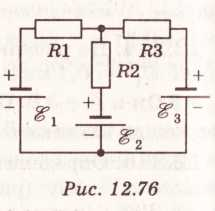 R1 R3
R2
+ + +
ℰ₁ ℰ₂ ℰ₃ −
Рис. 12.76